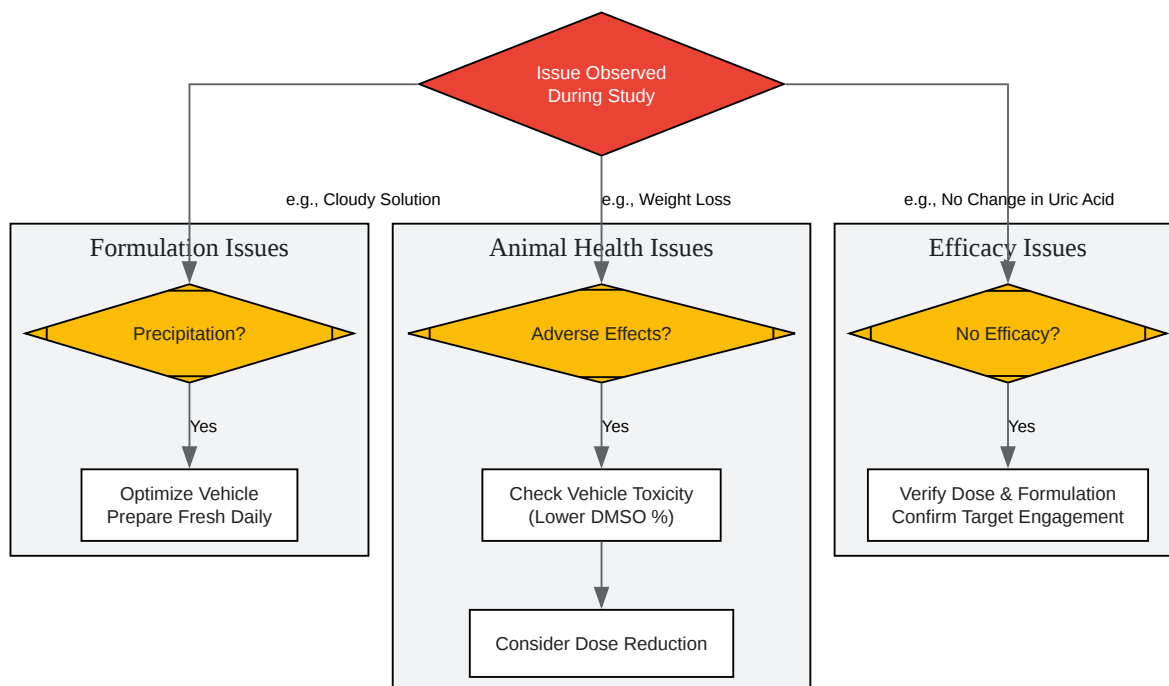 Issue Observed
During Study
e.g., Cloudy Solution
e.g., Weight Loss
e.g., No Change in Uric Acid
Formulation Issues
Animal Health Issues
Efficacy Issues
Precipitation?
Adverse Effects?
No Efficacy?
Yes
Yes
Yes
Optimize Vehicle
Prepare Fresh Daily
Check Vehicle Toxicity
(Lower DMSO %)
Verify Dose & Formulation
Confirm Target Engagement
Consider Dose Reduction